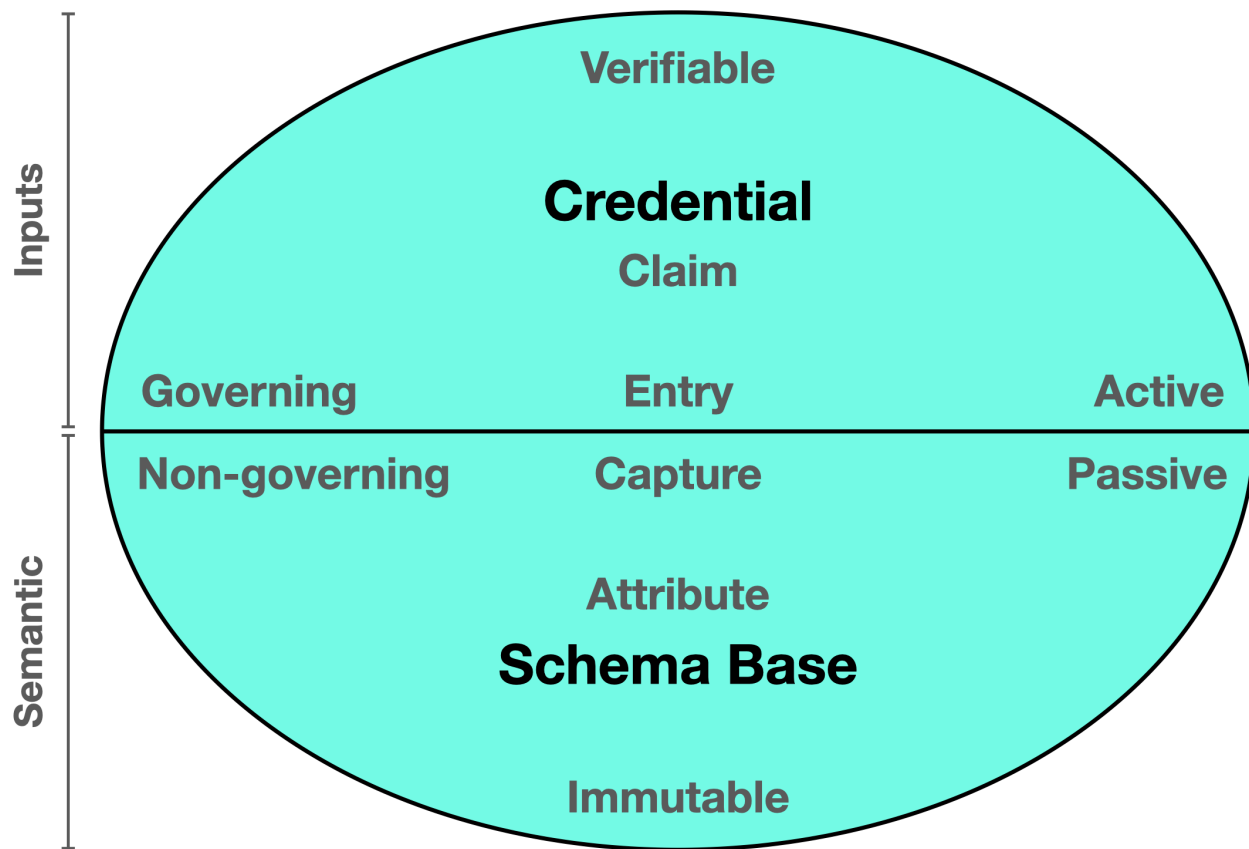 Inputs
Verifiable
Credential
Claim
Governing
Entry
Active
Semantic
Non-governing
Capture
Passive
Attribute
Schema Base
Immutable